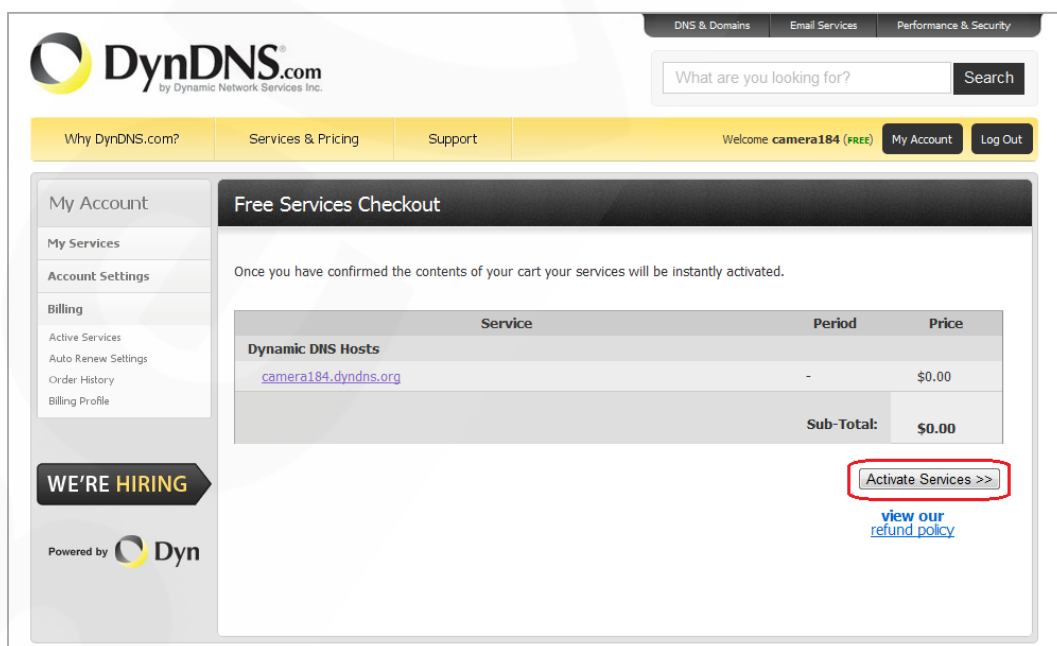 DNS & Domains Email Services Performance & Security
DynDNS.com
by Dynamic Network Services Inc.
What are you looking for? Search
Why DynDNS.com? Services & Pricing Support Welcome camera184 (FREE) My Account Log Out
My Account
My Services
Account Settings
Billing
Active Services
Auto Renew Settings
Order History
Billing Profile
WE'RE HIRING
Powered by Dyn
Free Services Checkout
Once you have confirmed the contents of your cart your services will be instantly activated.
Service Period Price
Dynamic DNS Hosts
camera184.dyndns.org - $0.00
Sub-Total: $0.00
Activate Services >>
view our
refund policy